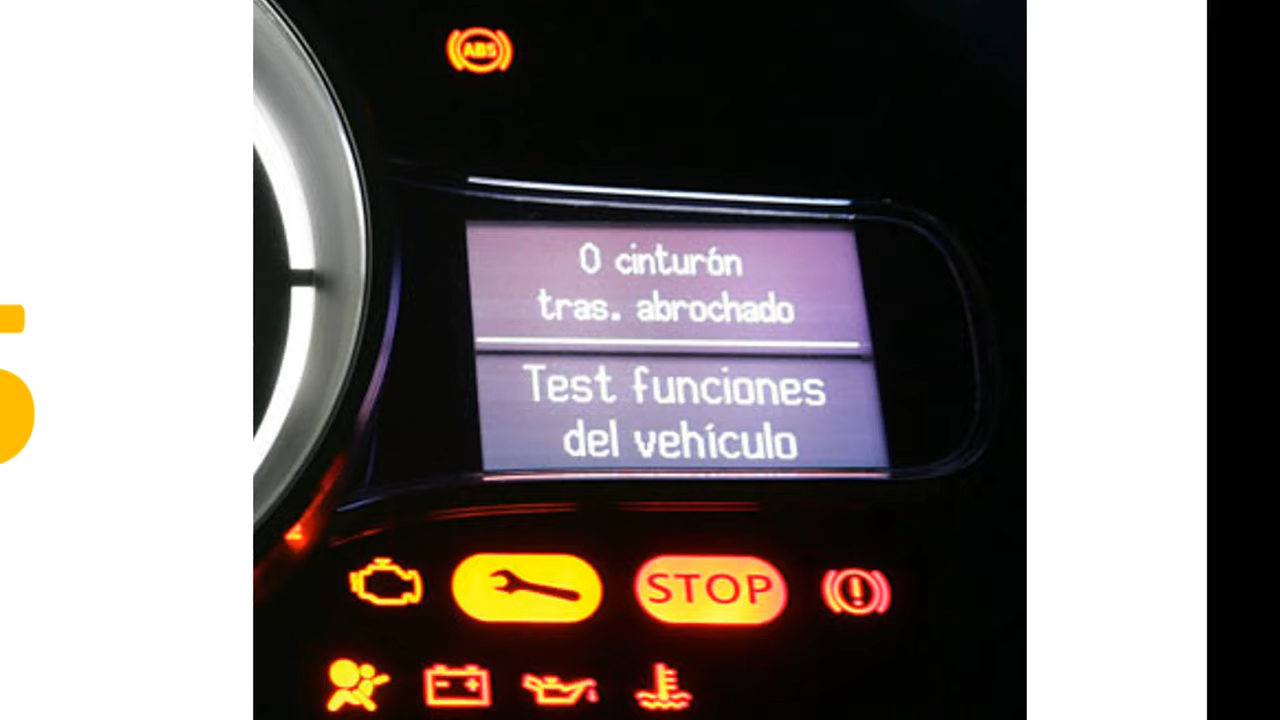 ABS
0 cinturón
tras. abrochado
Test funciones
del vehículo
STOP